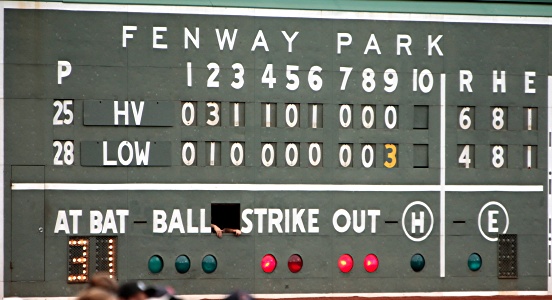 FENWAY PARK
P 1 2 3 4 5 6 7 8 9 10 R H E
25 HV 0 3 1 1 0 1 0 0 0 6 8 1
28 LOW 0 1 0 0 0 0 0 0 3 4 8 1
AT BAT - BALL STRIKE OUT - H - E